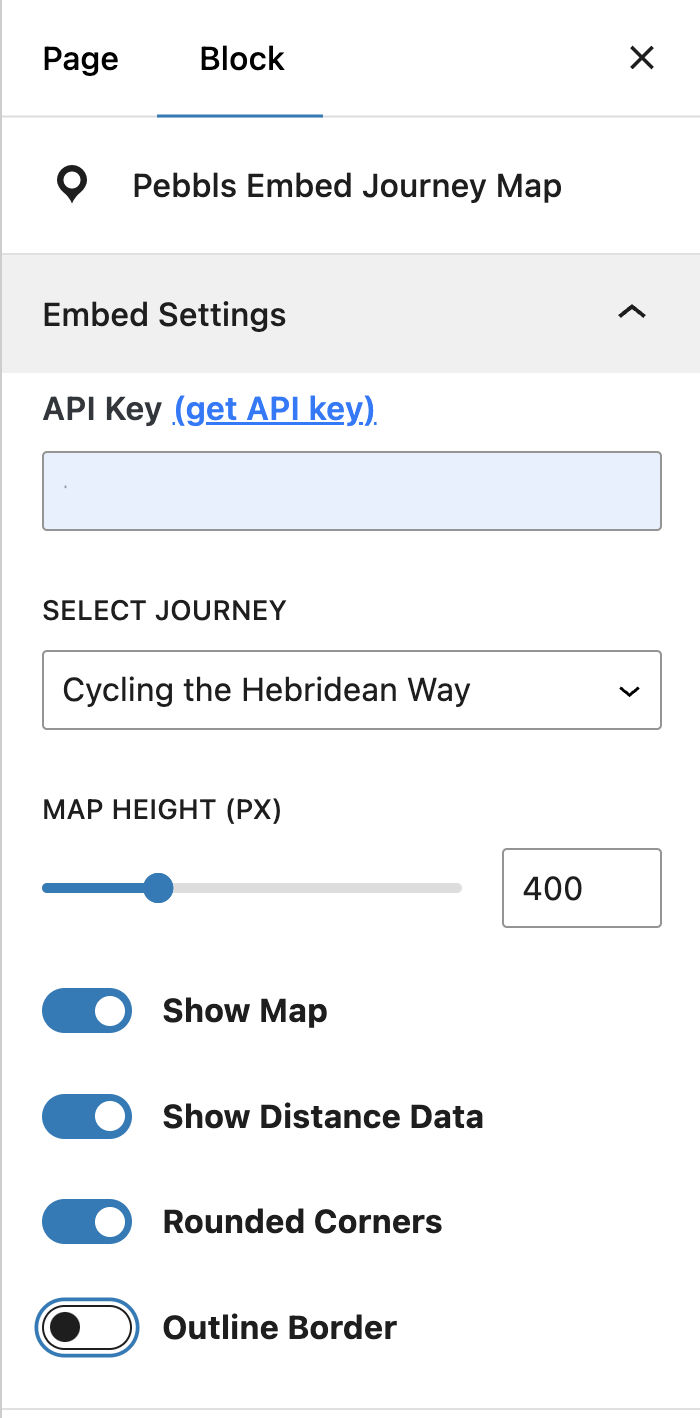 Page Block
Pebbls Embed Journey Map
Embed Settings
API Key (get API key)
SELECT JOURNEY
Cycling the Hebridean Way
MAP HEIGHT (PX)
400
Show Map
Show Distance Data
Rounded Corners
Outline Border